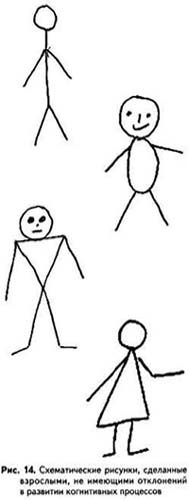 Рис. 14. Схематические рисунки, сделанные
взрослыми, не имеющими отклонений
в развитии когнитивных процессов